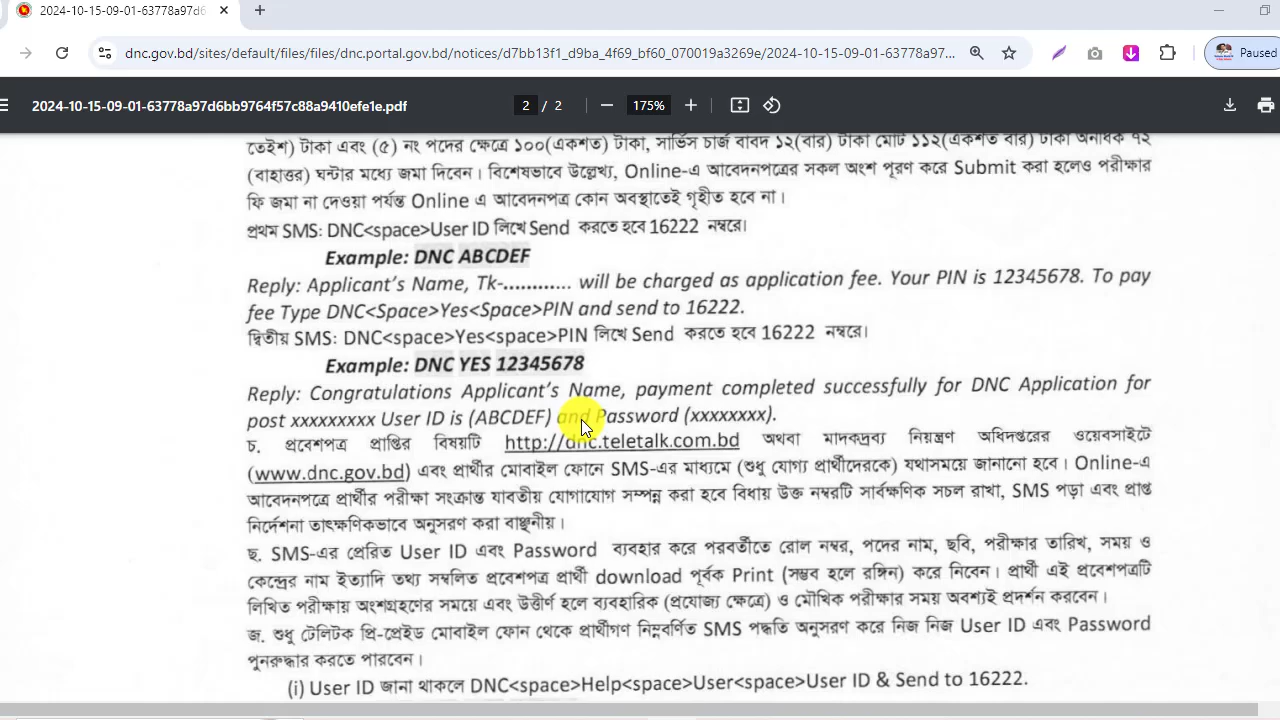 2024-10-15-09-01-63778a97d6
dnc.gov.bd/sites/default/files/files/dnc.portal.gov.bd/notices/d7bb13f1_d9ba_4f69_bf60_070019a3269e/2024-10-15-09-01-63778a97...
Paused
2024-10-15-09-01-63778a97d6bb9764f57c88a9410efe1e.pdf
2 / 2
175%
তেইশ) টাকা এবং (৫) নং পদের ক্ষেত্রে ১০০(একশত) টাকা, সার্ভিস চার্জ বাবদ ১২(বার) টাকা মোট ১১২(একশত বার) টাকা অনধিক ৭২
(বাহাত্তর) ঘন্টার মধ্যে জমা দিবেন। বিশেষভাবে উল্লেখ্য, Online-এ আবেদনপত্রের সকল অংশ পূরণ করে Submit করা হলেও পরীক্ষার
ফি জমা না দেওয়া পর্যন্ত Online এ আবেদনপত্র কোন অবস্থাতেই গৃহীত হবে না।
প্রথম SMS: DNC<space>User ID লিখে Send করতে হবে 16222 নম্বরে।
Example: DNC ABCDEF
Reply: Applicant's Name, Tk-............ will be charged as application fee. Your PIN is 12345678. To pay
fee Type DNC<Space>Yes<Space>PIN and send to 16222.
দ্বিতীয় SMS: DNC<space>Yes<space>PIN লিখে Send করতে হবে 16222 নম্বরে।
Example: DNC YES 12345678
Reply: Congratulations Applicant's Name, payment completed successfully for DNC Application for
post xxxxxxxxx User ID is (ABCDEF) and Password (xxxxxxxx).
চ. প্রবেশপত্র প্রাপ্তির বিষয়টি http://dnc.teletalk.com.bd অথবা মাদকদ্রব্য নিয়ন্ত্রণ অধিদপ্তরের ওয়েবসাইটে
(www.dnc.gov.bd) এবং প্রার্থীর মোবাইল ফোনে SMS-এর মাধ্যমে (শুধু যোগ্য প্রার্থীদেরকে) যথাসময়ে জানানো হবে। Online-এ
আবেদনপত্রে প্রার্থীর পরীক্ষা সংক্রান্ত যাবতীয় যোগাযোগ সম্পন্ন করা হবে বিধায় উক্ত নম্বরটি সার্বক্ষণিক সচল রাখা, SMS পড়া এবং প্রাপ্ত
নির্দেশনা তাৎক্ষণিকভাবে অনুসরণ করা বাঞ্ছনীয়।
ছ. SMS-এর প্রেরিত User ID এবং Password ব্যবহার করে পরবর্তীতে রোল নম্বর, পদের নাম, ছবি, পরীক্ষার তারিখ, সময় ও
কেন্দ্রের নাম ইত্যাদি তথ্য সম্বলিত প্রবেশপত্র প্রার্থী download পূর্বক Print (সম্ভব হলে রঙ্গিন) করে নিবেন। প্রার্থী এই প্রবেশপত্রটি
লিখিত পরীক্ষায় অংশগ্রহণের সময়ে এবং উত্তীর্ণ হলে ব্যবহারিক (প্রযোজ্য ক্ষেত্রে) ও মৌখিক পরীক্ষার সময় অবশ্যই প্রদর্শন করবেন।
জ. শুধু টেলিটক প্রি-প্রেইড মোবাইল ফোন থেকে প্রার্থীগণ নিম্নবর্ণিত SMS পদ্ধতি অনুসরণ করে নিজ নিজ User ID এবং Password
পুনরুদ্ধার করতে পারবেন।
(i) User ID জানা থাকলে DNC<space>Help<space>User<space>User ID & Send to 16222.